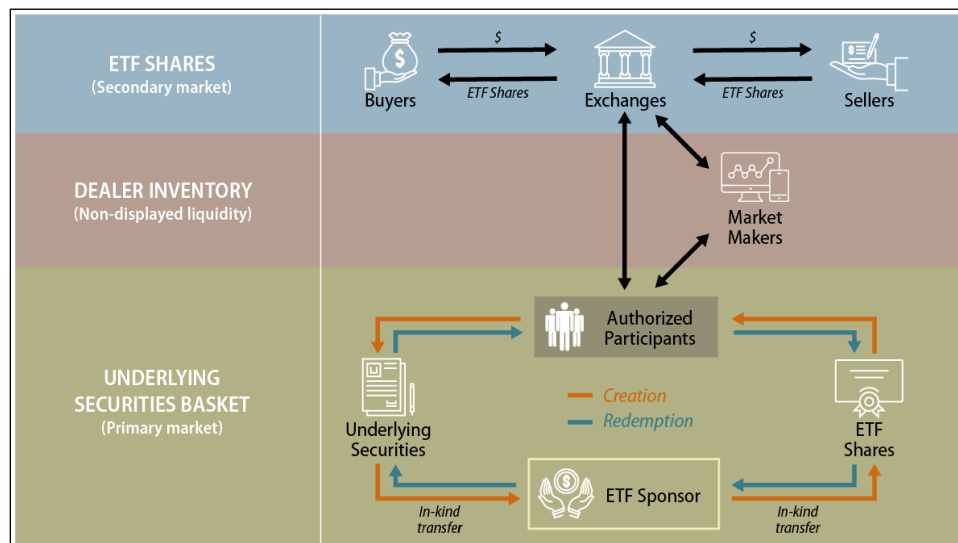 ETF SHARES
(Secondary market)
$
$
$
Buyers
ETF Shares
Exchanges
ETF Shares
Sellers
DEALER INVENTORY
(Non-displayed liquidity)
Market
Makers
Authorized
Participants
UNDERLYING
SECURITIES BASKET
(Primary market)
Creation
Redemption
Underlying
Securities
ETF
Shares
$
ETF Sponsor
In-kind
transfer
In-kind
transfer